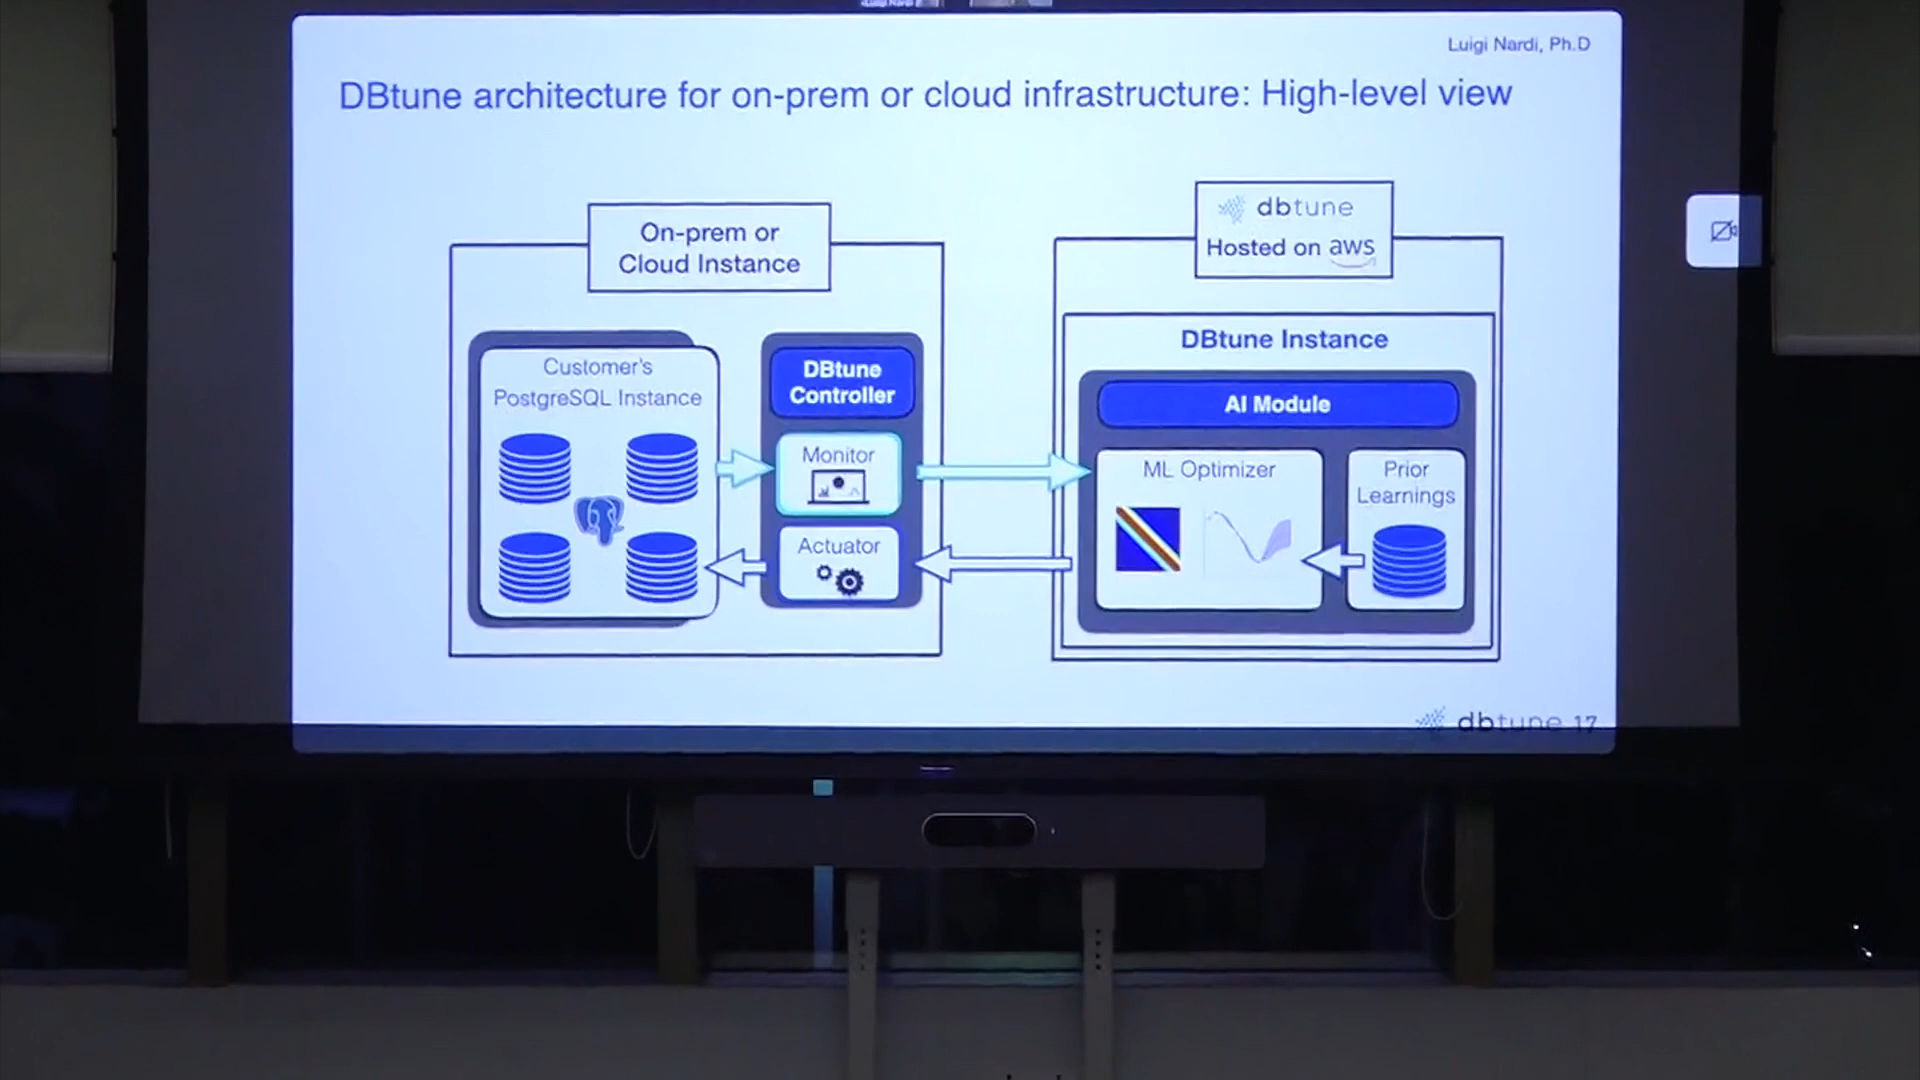 Luigi Nardi, Ph.D
DBtune architecture for on-prem or cloud infrastructure: High-level view
On-prem or
Cloud Instance
dbtune
Hosted on aws
Customer's
PostgreSQL Instance
DBtune
Controller
Monitor
Actuator
DBtune Instance
AI Module
ML Optimizer
Prior
Learnings
dbtune 17